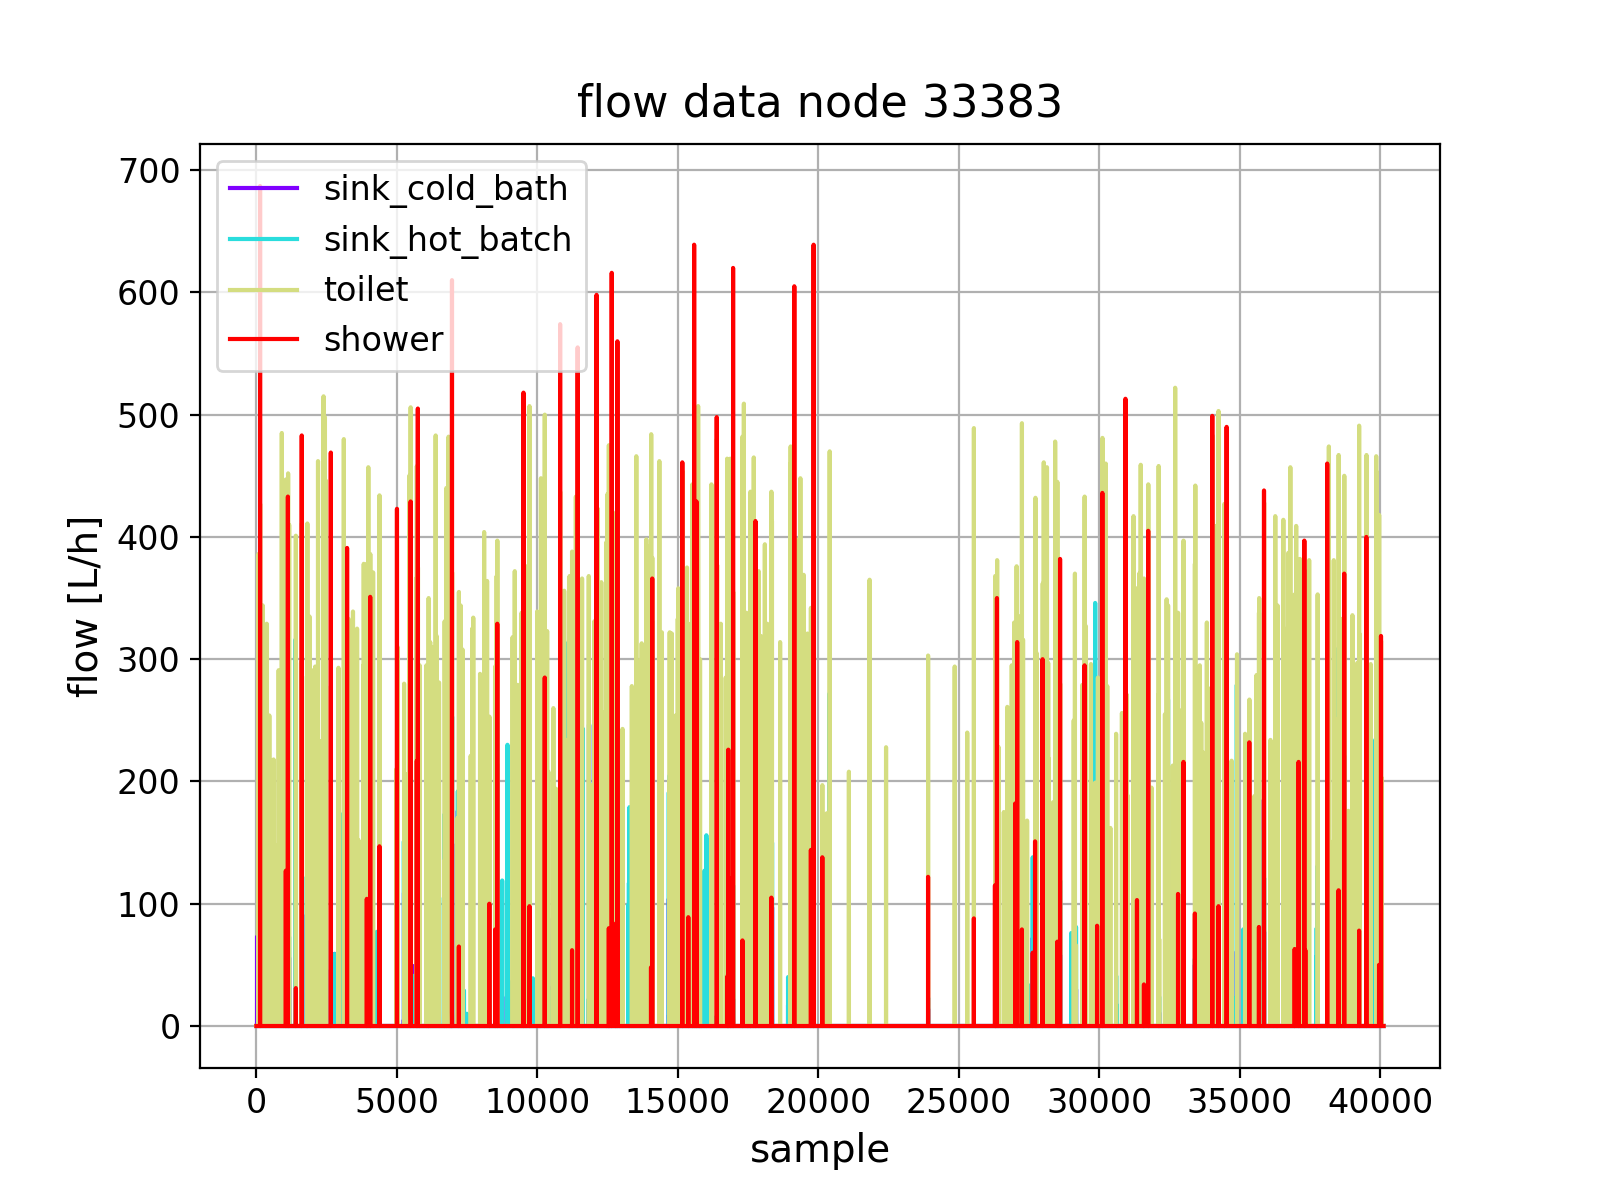 flow data node 33383
sink_cold_bath
sink_hot_batch
toilet
shower
flow [L/h]
700
600
500
400
300
200
100
0
0 5000 10000 15000 20000 25000 30000 35000 40000
sample